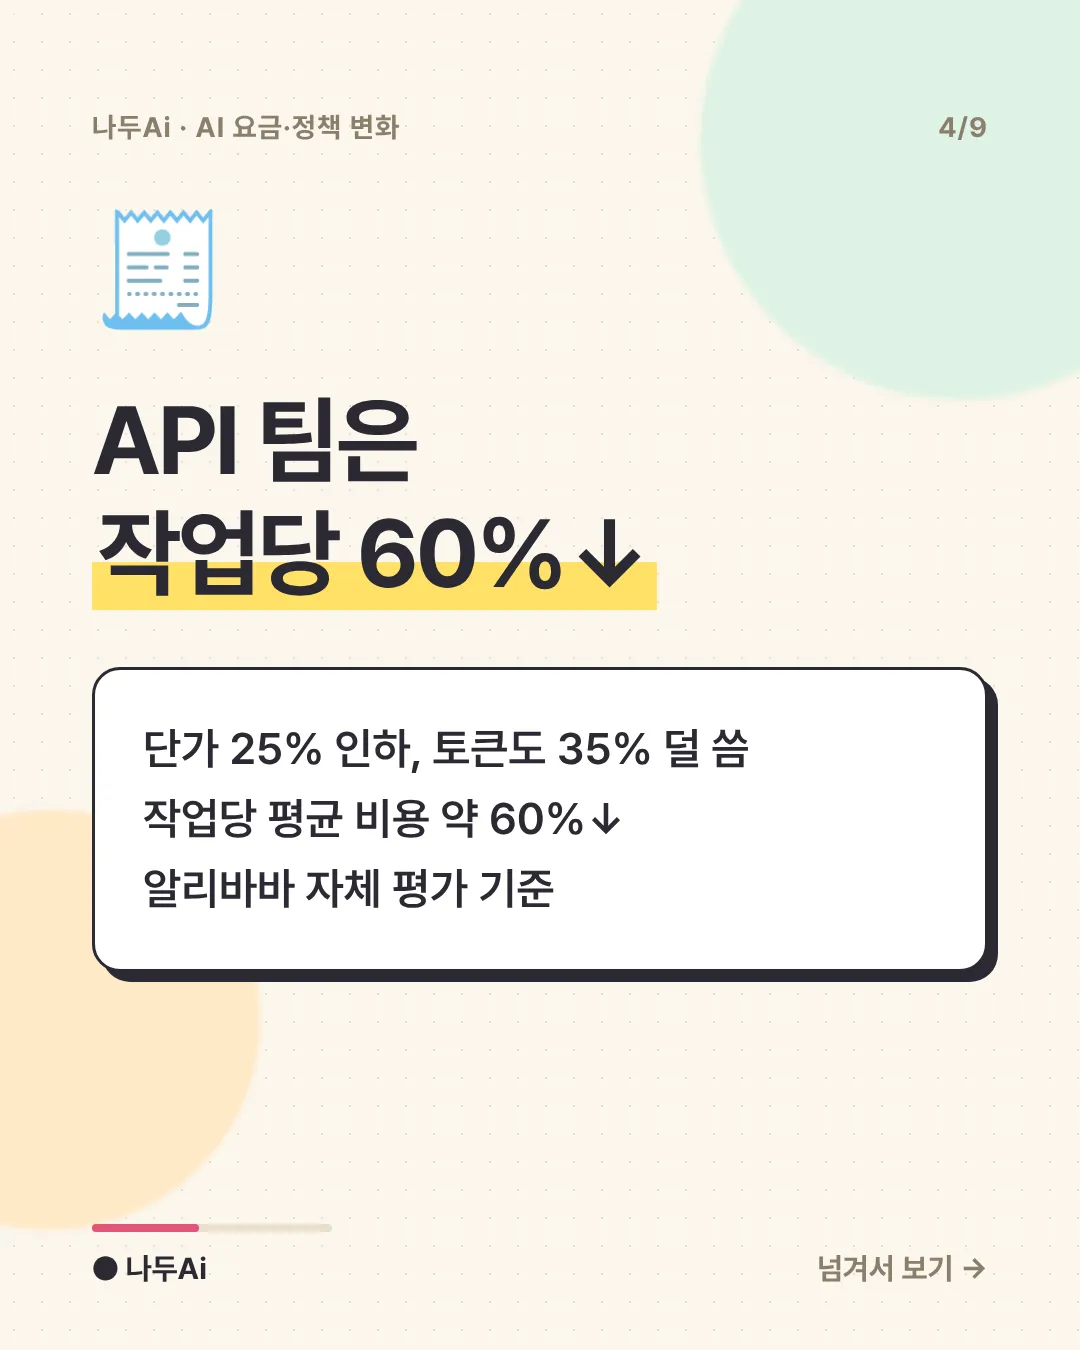 나두Ai · AI 요금·정책 변화
4/9
API 팀은
작업당 60%↓
단가 25% 인하, 토큰도 35% 덜 씀
작업당 평균 비용 약 60%↓
알리바바 자체 평가 기준
나두Ai
넘겨서 보기 →